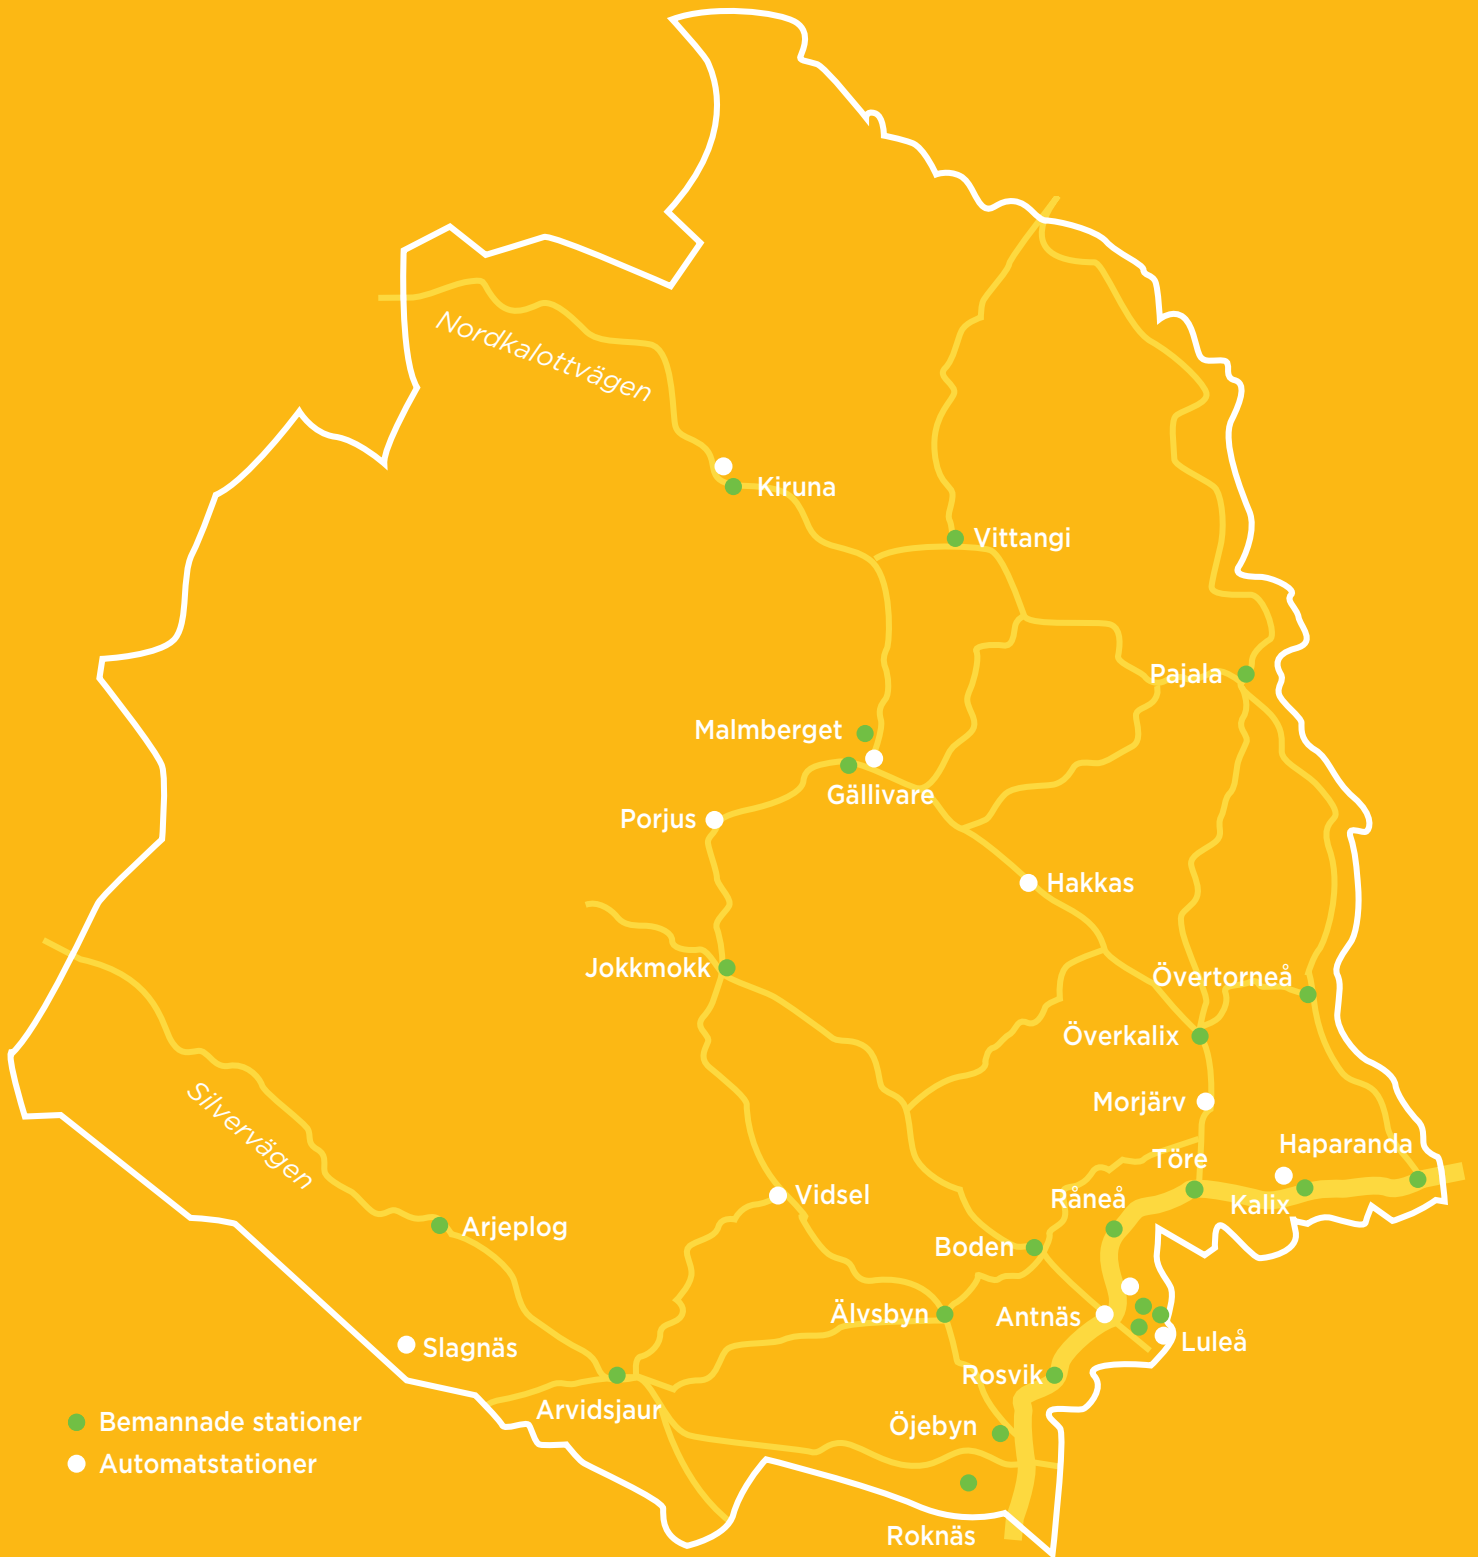 Nordkalottvägen
Kiruna
Vittangi
Pajala
Malmberget
Gällivare
Porjus
Hakkas
Jokkmokk
Övertorneå
Överkalix
Morjärv
Haparanda
Töre
Silvervägen
Vidsel
Råneå
Kalix
Arjeplog
Boden
Älvsbyn
Antnäs
Luleå
Slagnäs
Rosvik
Arvidsjaur
Öjebyn
Bemannade stationer
Automatstationer
Roknäs